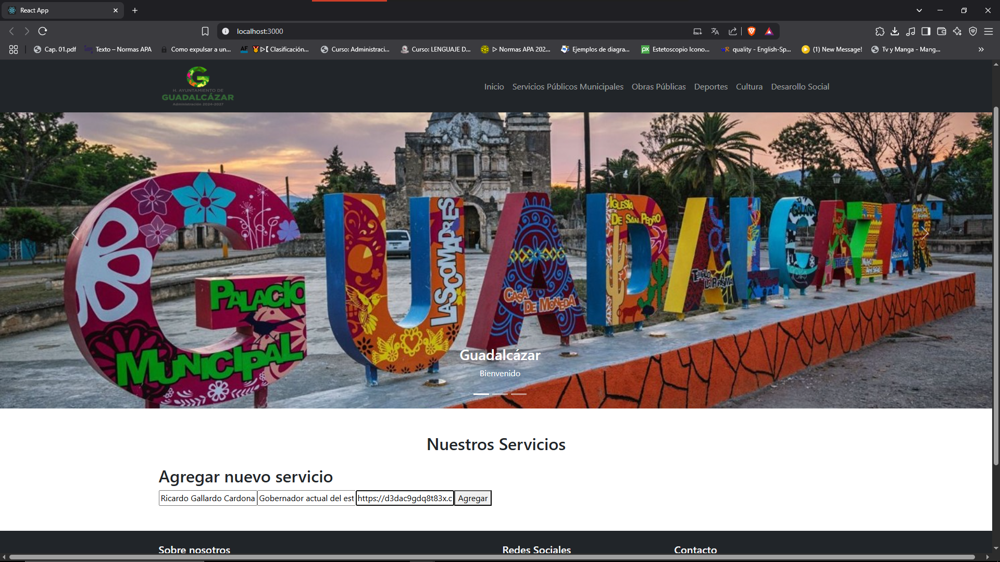 React App
localhost:3000
Cap. 01.pdf
Texto – Normas APA
Como expulsar a un...
AF
Clasificación...
Curso: Administraci...
Curso: LENGUAJE D...
Normas APA 202...
Ejemplos de diagra...
px
Estetoscopio Icono...
quality - English-Sp...
(1) New Message!
Tv y Manga - Mang...
G
H. AYUNTAMIENTO DE
GUADALCÁZAR
Administración 2024-2027
Inicio
Servicios Públicos Municipales
Obras Públicas
Deportes
Cultura
Desarollo Social
GUADALCAZAR
PALACIO
MUNICIPAL
LAS COMPRES
CASA
DE MONEDA
IGLESIA
DE SAN PEDRO
Guadalcázar
Bienvenido
Nuestros Servicios
Agregar nuevo servicio
Ricardo Gallardo Cardona
Gobernador actual del est
https://d3dac9gdq8t83x.c
Agregar
Sobre nosotros
Redes Sociales
Contacto